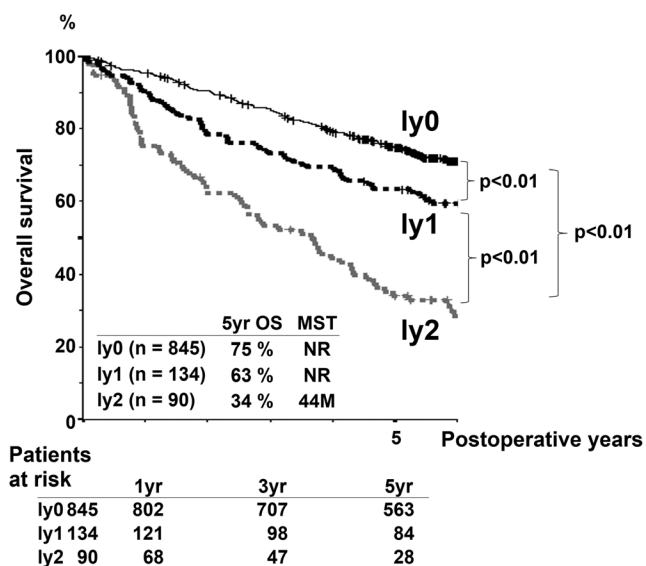 %
100
80
60
40
20
0
Overall survival
ly0
ly1
ly2
p<0.01
p<0.01
p<0.01
5yr OS MST
ly0 (n = 845) 75 % NR
ly1 (n = 134) 63 % NR
ly2 (n = 90) 34 % 44M
5 Postoperative years
Patients
at risk
1yr 3yr 5yr
ly0 845 802 707 563
ly1 134 121 98 84
ly2 90 68 47 28